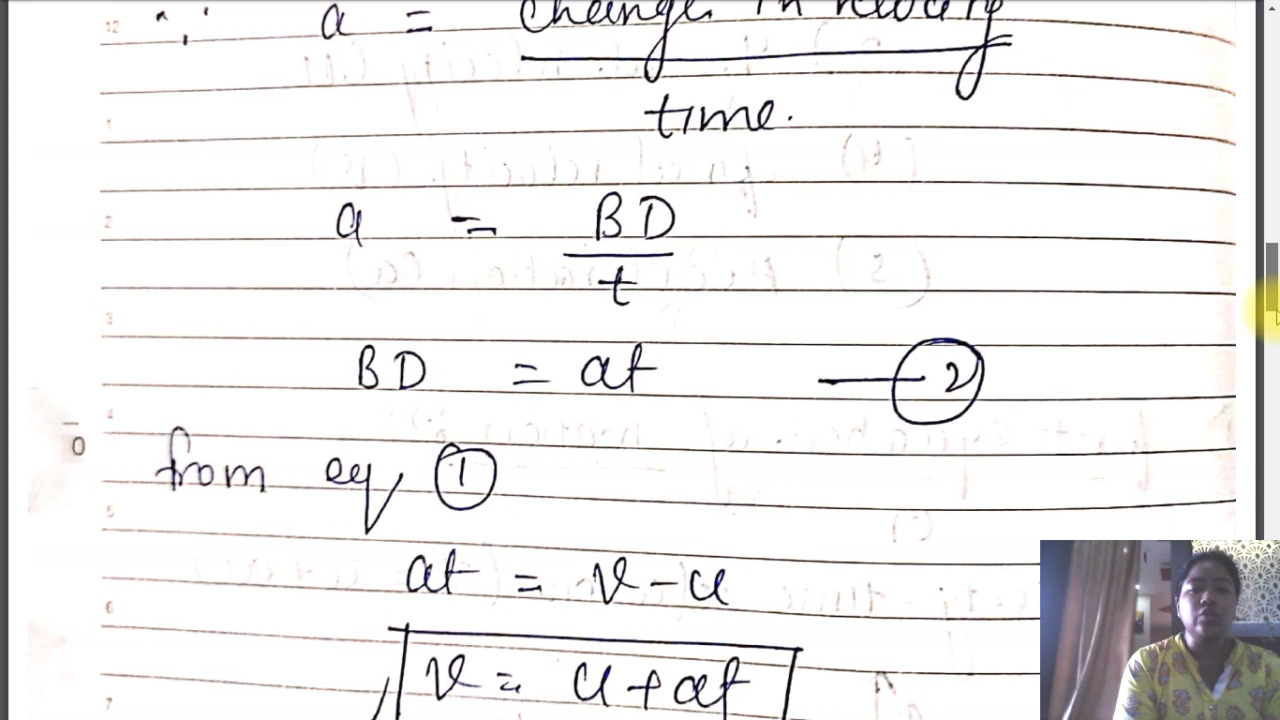 ∵ a = change in velocity
time.
a = BD
t
BD = at —②
from eq, ①
at = v - u
v = u + at